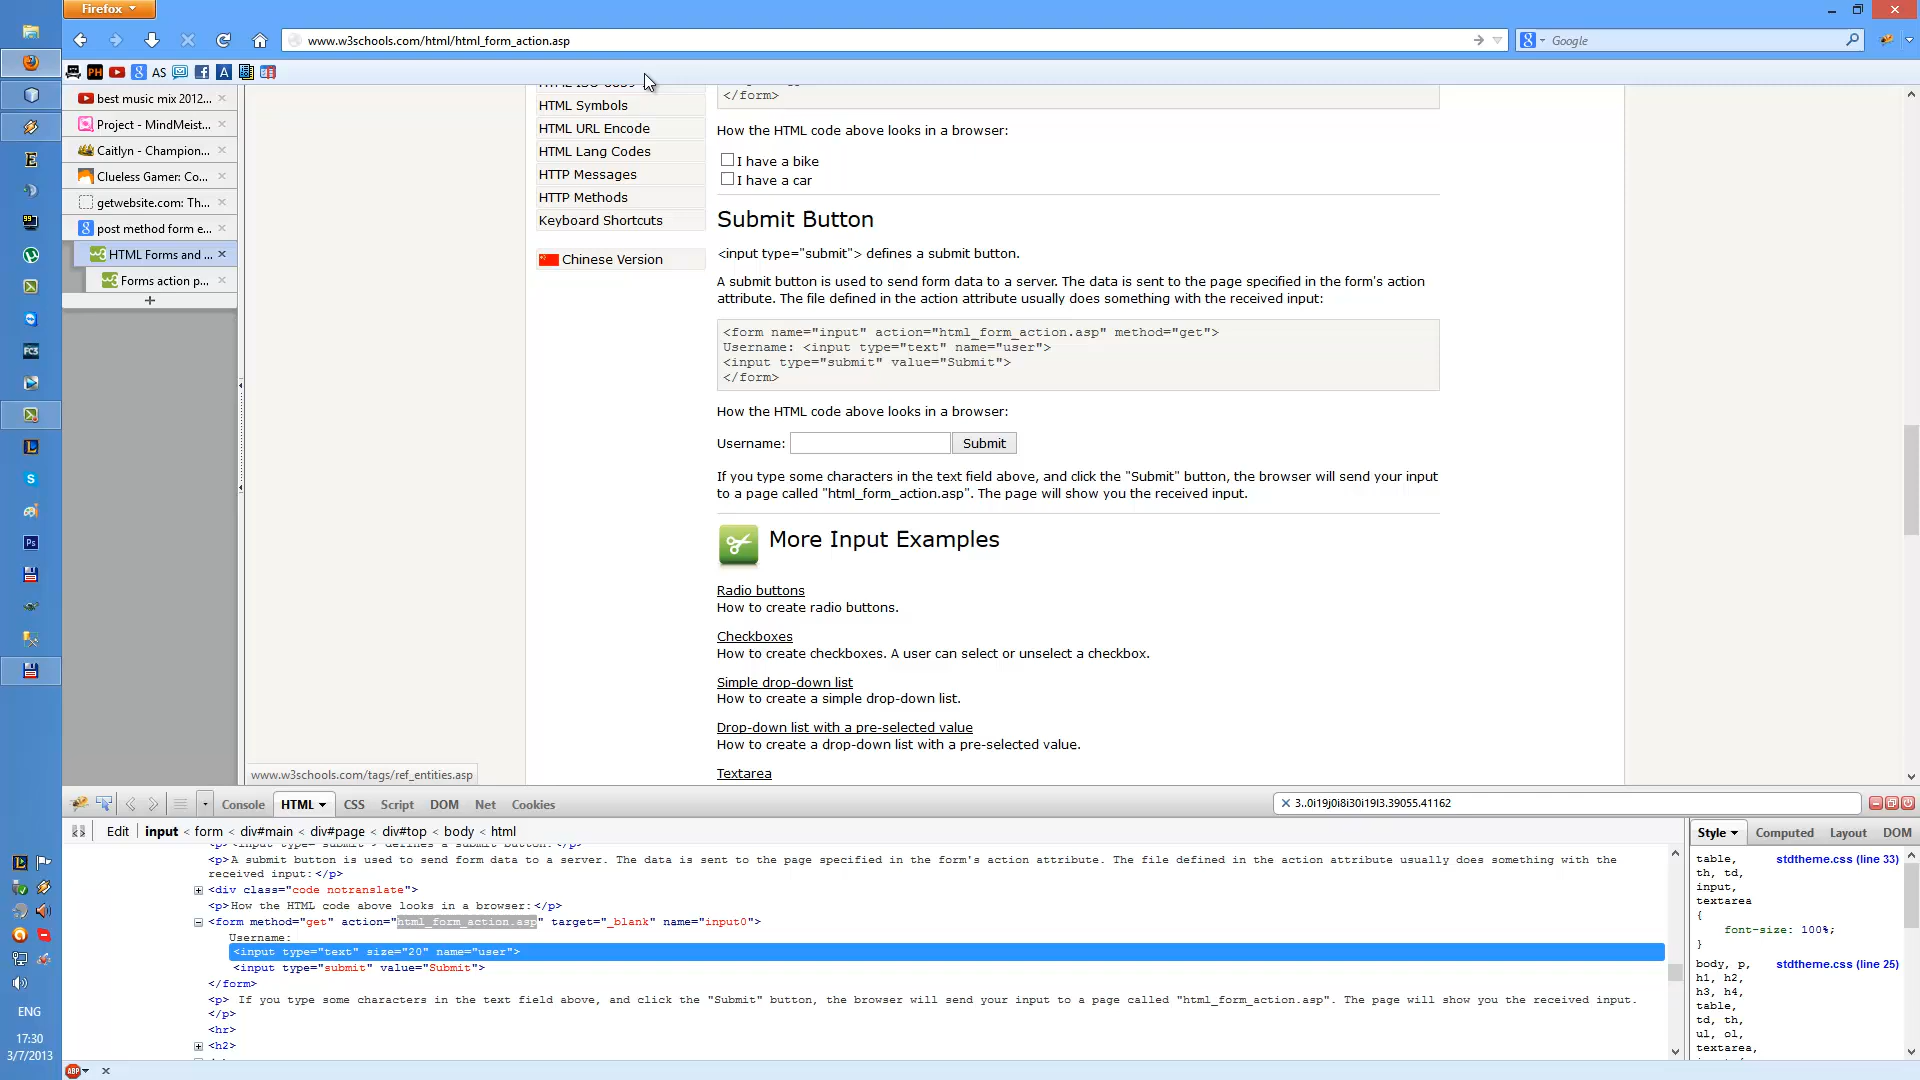 Firefox
www.w3schools.com/html/html_form_action.asp
Google
AS
best music mix 2012...
Project - MindMeist...
Caitlyn - Champion...
Clueless Gamer: Co...
getwebsite.com: Th...
post method form e...
HTML Forms and ...
Forms action p...
HTML Symbols
HTML URL Encode
HTML Lang Codes
HTTP Messages
HTTP Methods
Keyboard Shortcuts
Chinese Version
</form>
How the HTML code above looks in a browser:
I have a bike
I have a car
Submit Button
<input type="submit"> defines a submit button.
A submit button is used to send form data to a server. The data is sent to the page specified in the form's action
attribute. The file defined in the action attribute usually does something with the received input:
<form name="input" action="html_form_action.asp" method="get">
Username: <input type="text" name="user">
<input type="submit" value="Submit">
</form>
How the HTML code above looks in a browser:
Username:
Submit
If you type some characters in the text field above, and click the "Submit" button, the browser will send your input
to a page called "html_form_action.asp". The page will show you the received input.
More Input Examples
Radio buttons
How to create radio buttons.
Checkboxes
How to create checkboxes. A user can select or unselect a checkbox.
Simple drop-down list
How to create a simple drop-down list.
Drop-down list with a pre-selected value
How to create a drop-down list with a pre-selected value.
Textarea
www.w3schools.com/tags/ref_entities.asp
Console HTML CSS Script DOM Net Cookies
3..0i19j0i8i30i19l3.39055.41162
Edit input < form < div#main < div#page < div#top < body < html
<p>A submit button is used to send form data to a server. The data is sent to the page specified in the form's action attribute. The file defined in the action attribute usually does something with the
received input:</p>
<div class="code notranslate">
<p>How the HTML code above looks in a browser:</p>
<form method="get" action="html_form_action.asp" target="_blank" name="input0">
Username:
<input type="text" size="20" name="user">
<input type="submit" value="Submit">
</form>
<p> If you type some characters in the text field above, and click the "Submit" button, the browser will send your input to a page called "html_form_action.asp". The page will show you the received input.
</p>
<hr>
<h2>
Style Computed Layout DOM
table, stdtheme.css (line 33)
th, td,
input,
textarea
{
font-size: 100%;
}
body, p, stdtheme.css (line 25)
h1, h2,
h3, h4,
table,
td, th,
ul, ol,
textarea,
ENG
17:30
3/7/2013
ABP